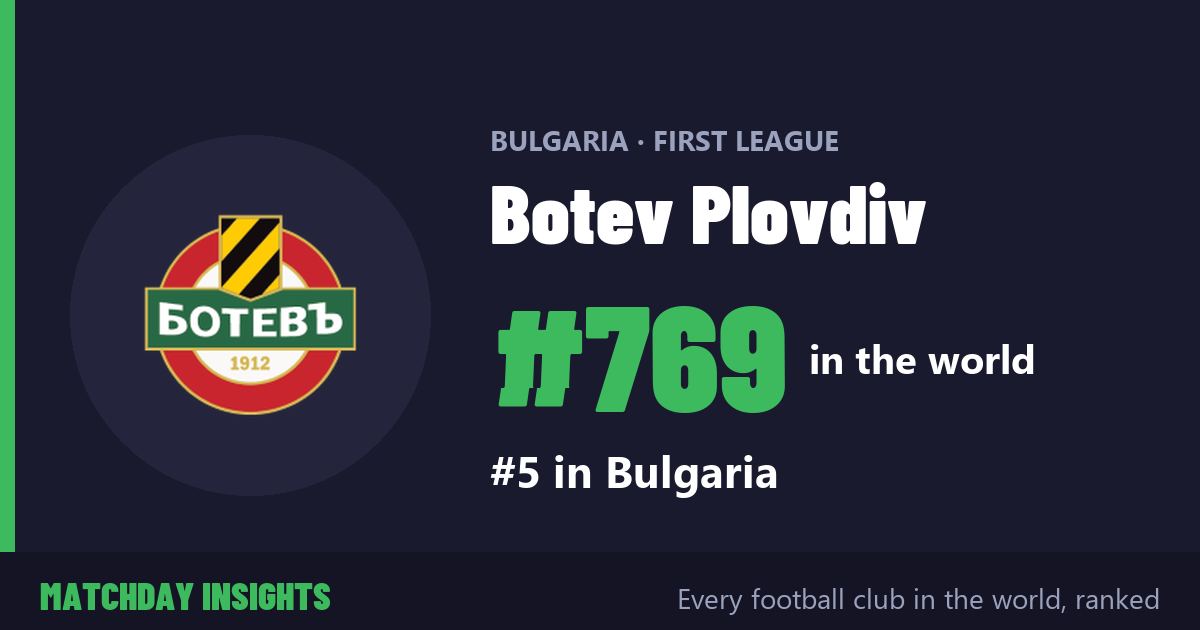 BULGARIA · FIRST LEAGUE
Botev Plovdiv
БОТЕВЪ
1912
#769 in the world
#5 in Bulgaria
MATCHDAY INSIGHTS
Every football club in the world, ranked